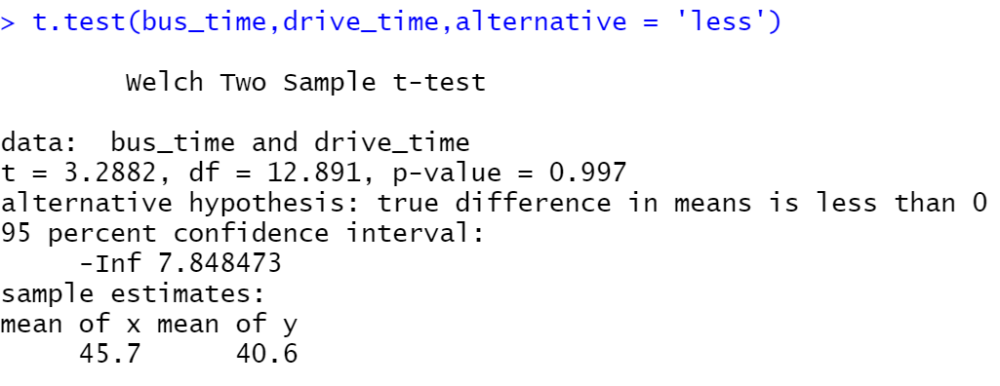 > t.test(bus_time,drive_time,alternative = 'less')
Welch Two Sample t-test
data:  bus_time and drive_time
t = 3.2882, df = 12.891, p-value = 0.997
alternative hypothesis: true difference in means is less than 0
95 percent confidence interval:
-Inf 7.848473
sample estimates:
mean of x mean of y
45.7      40.6